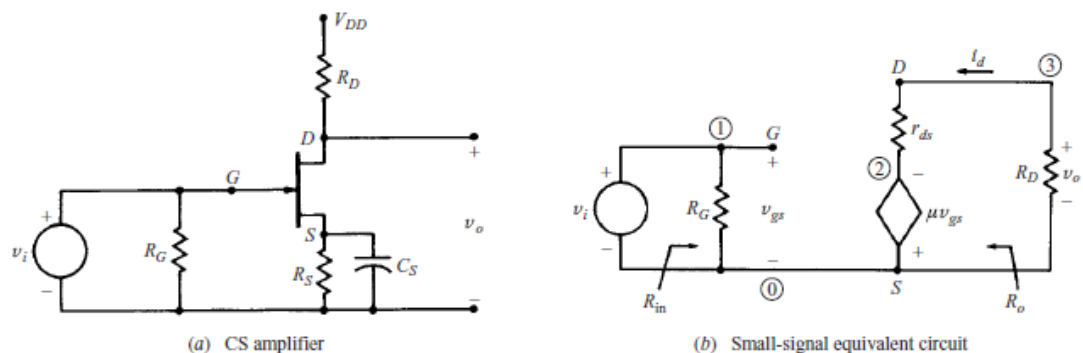 V_DD
R_D
D
+
G
+
v_i
−
R_G
S
R_S
C_S
v_o
−
(a) CS amplifier
D
i_d
③
①
G
+
r_ds
②
−
+
v_i
−
R_G
v_gs
μv_gs
R_D
+
v_o
−
−
+
⓪
S
R_in
R_o
(b) Small-signal equivalent circuit